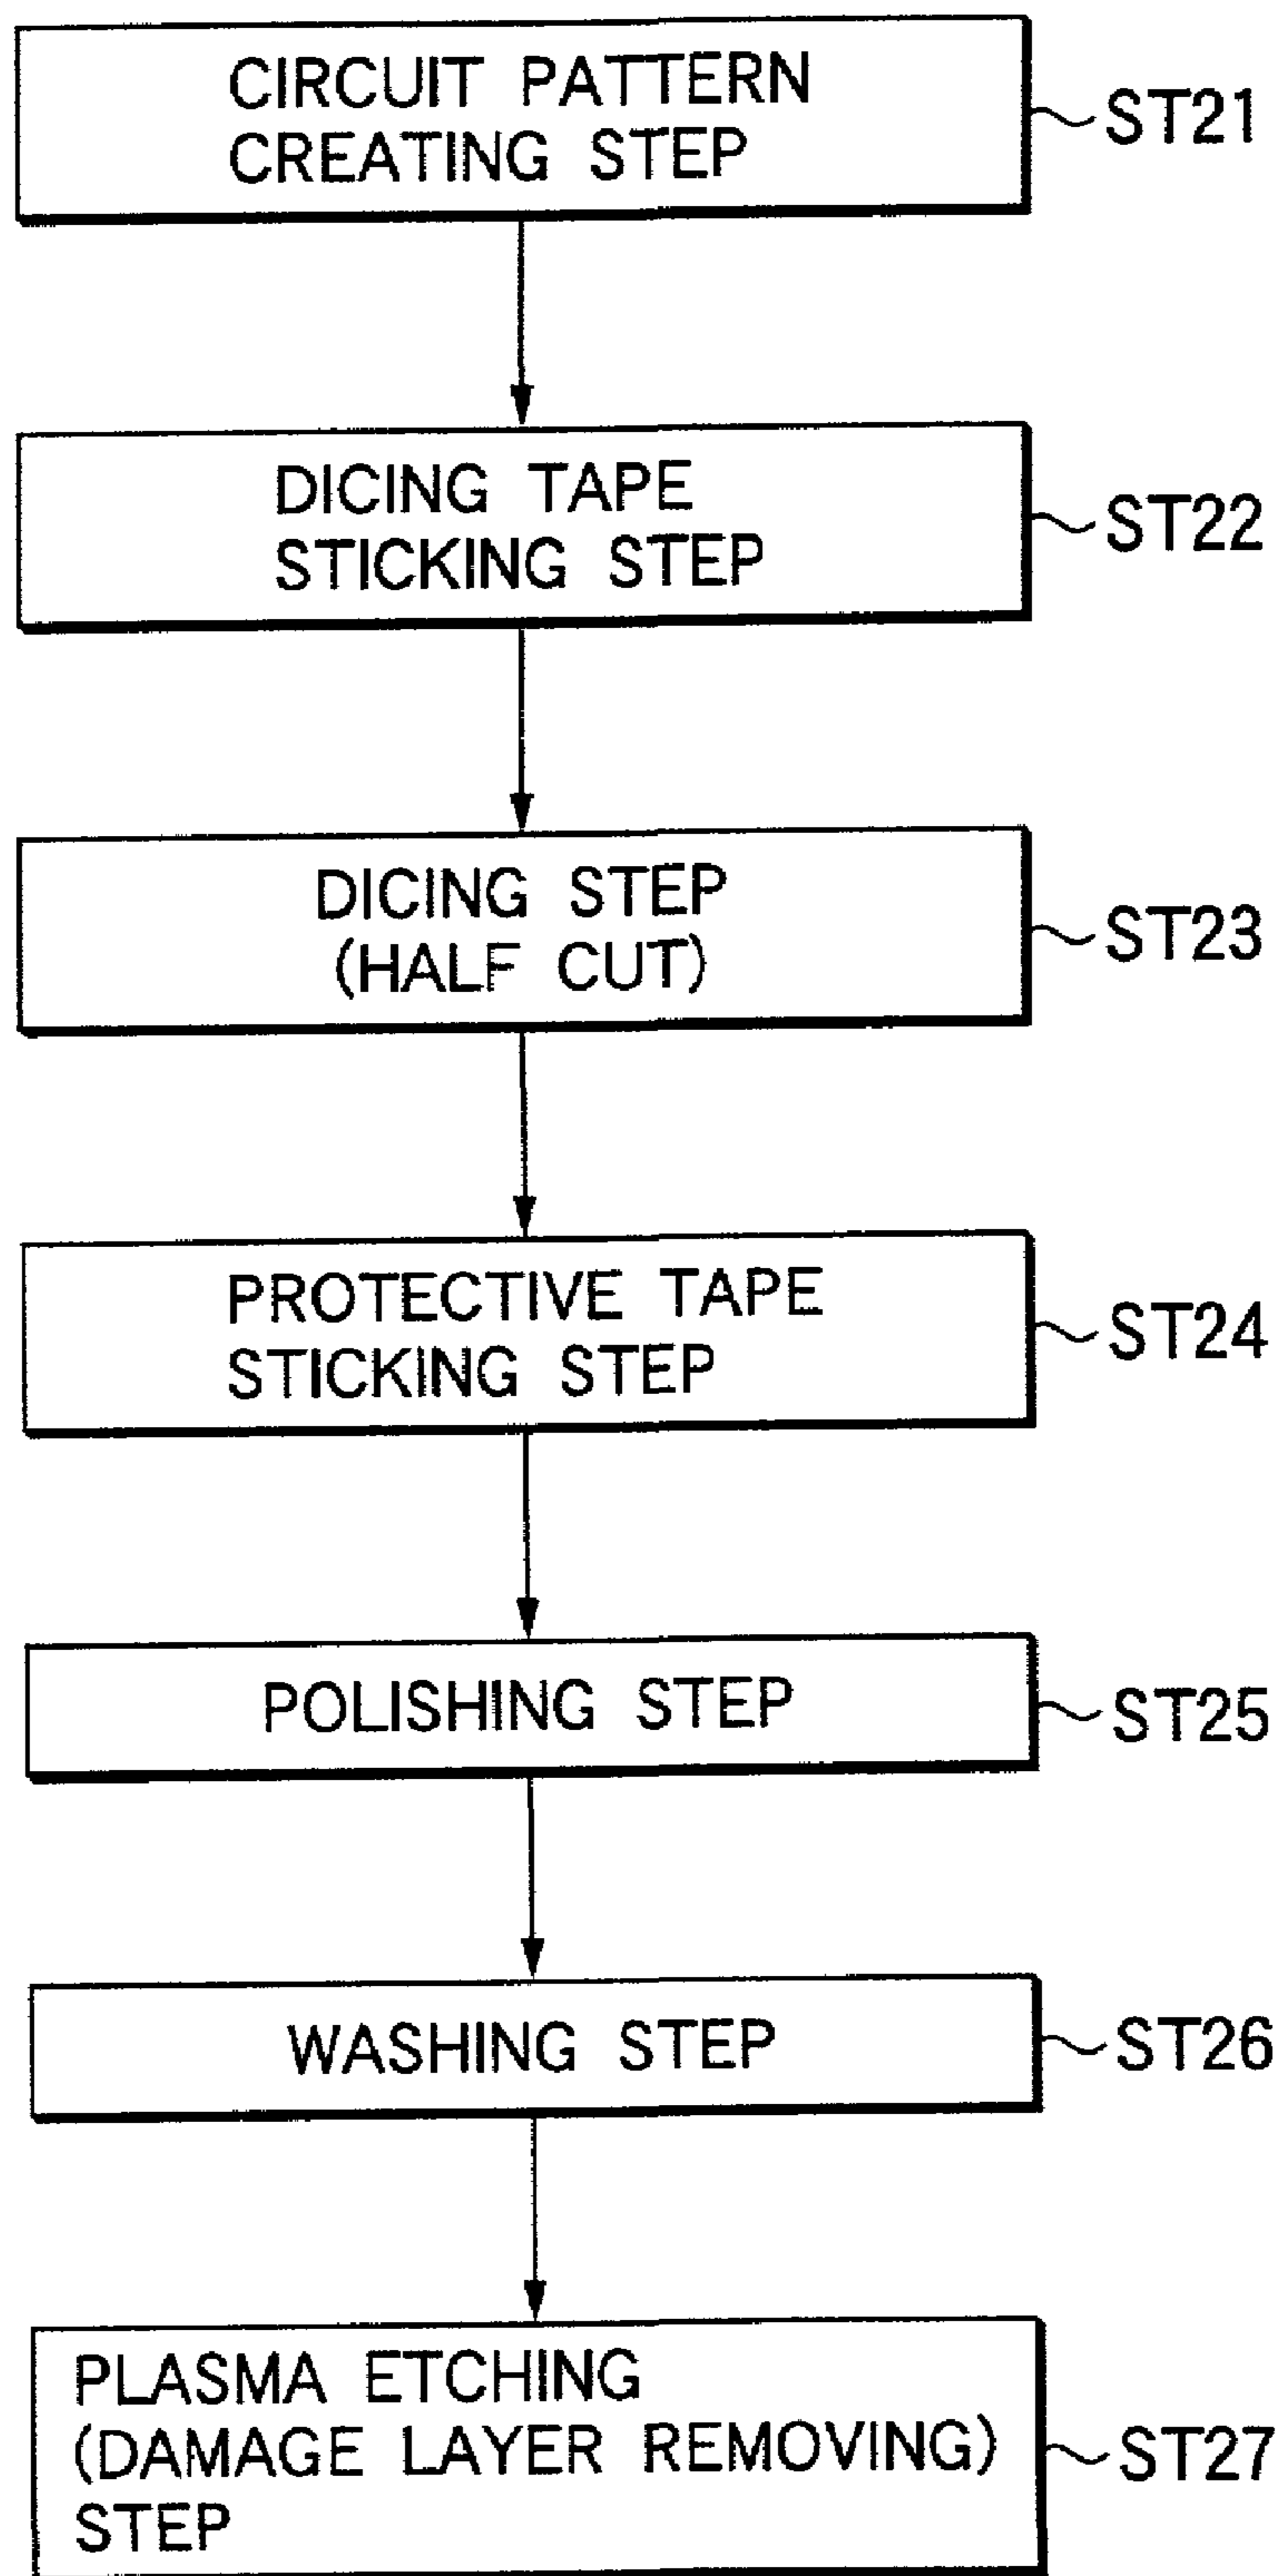 CIRCUIT PATTERN
CREATING STEP
ST21
DICING TAPE
STICKING STEP
ST22
DICING STEP
(HALF CUT)
ST23
PROTECTIVE TAPE
STICKING STEP
ST24
POLISHING STEP
ST25
WASHING STEP
ST26
PLASMA ETCHING
(DAMAGE LAYER REMOVING)
STEP
ST27